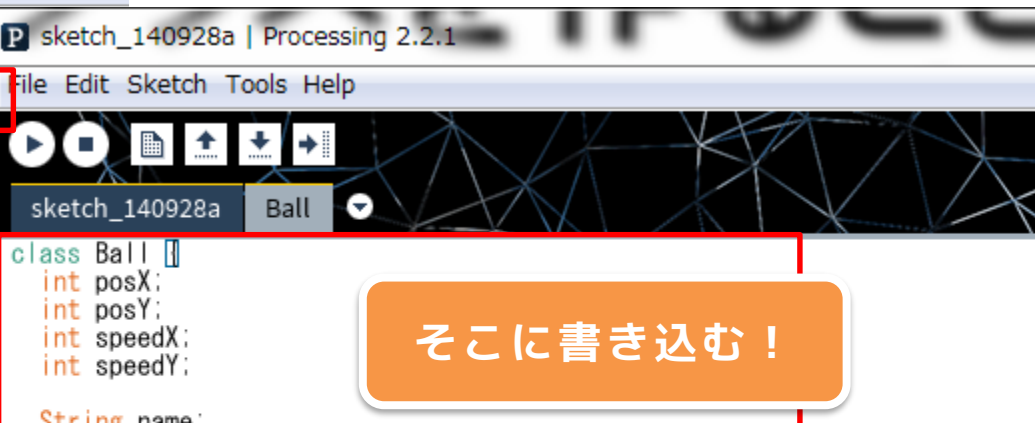 sketch_140928a | Processing 2.2.1
File Edit Sketch Tools Help
sketch_140928a Ball
class Ball {
int posX;
int posY;
int speedX;
int speedY;
String name;
そこに書き込む！